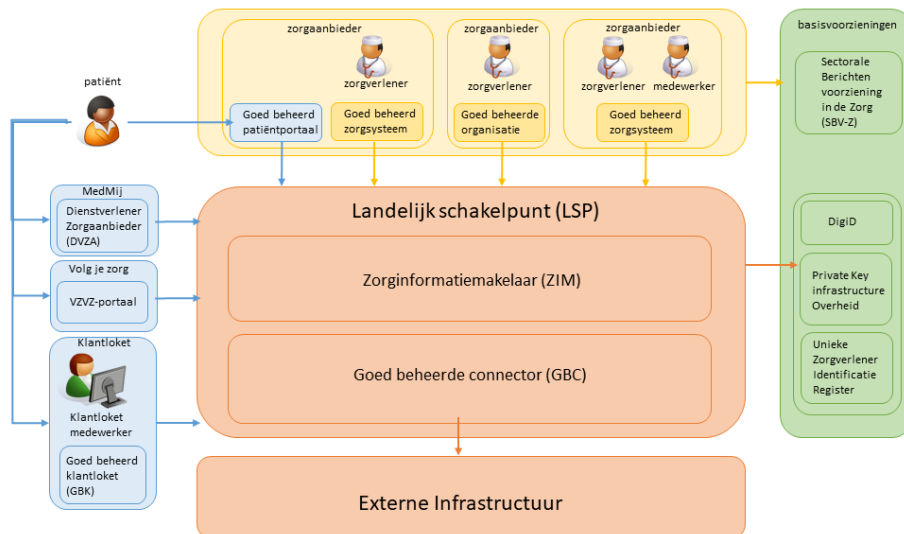 patiënt
zorgaanbieder
zorgverlener
Goed beheerd
patiëntportaal
Goed beheerd
zorgsysteem
zorgaanbieder
zorgverlener
Goed beheerde
organisatie
zorgaanbieder
zorgverlener
medewerker
Goed beheerd
zorgsysteem
basisvoorzieningen
Sectorale
Berichten
voorziening
in de Zorg
(SBV-Z)
DigiD
Private Key
infrastructure
Overheid
Unieke
Zorgverlener
Identificatie
Register
MedMij
Dienstverlener
Zorgaanbieder
(DVZA)
Volg je zorg
VZVZ-portaal
Klantloket
Klantloket
medewerker
Goed beheerd
klantloket
(GBK)
Landelijk schakelpunt (LSP)
Zorginformatiemakelaar (ZIM)
Goed beheerde connector (GBC)
Externe Infrastructuur